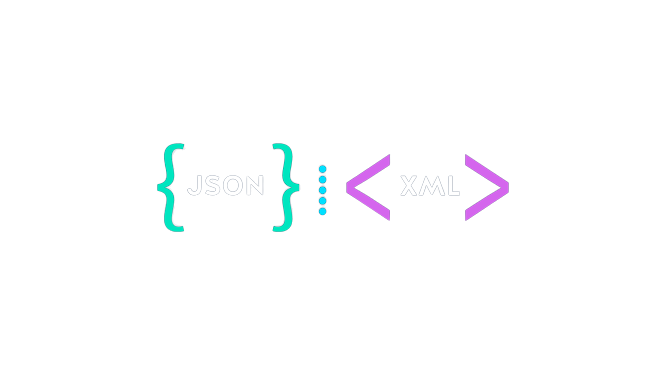 { JSON } < XML >